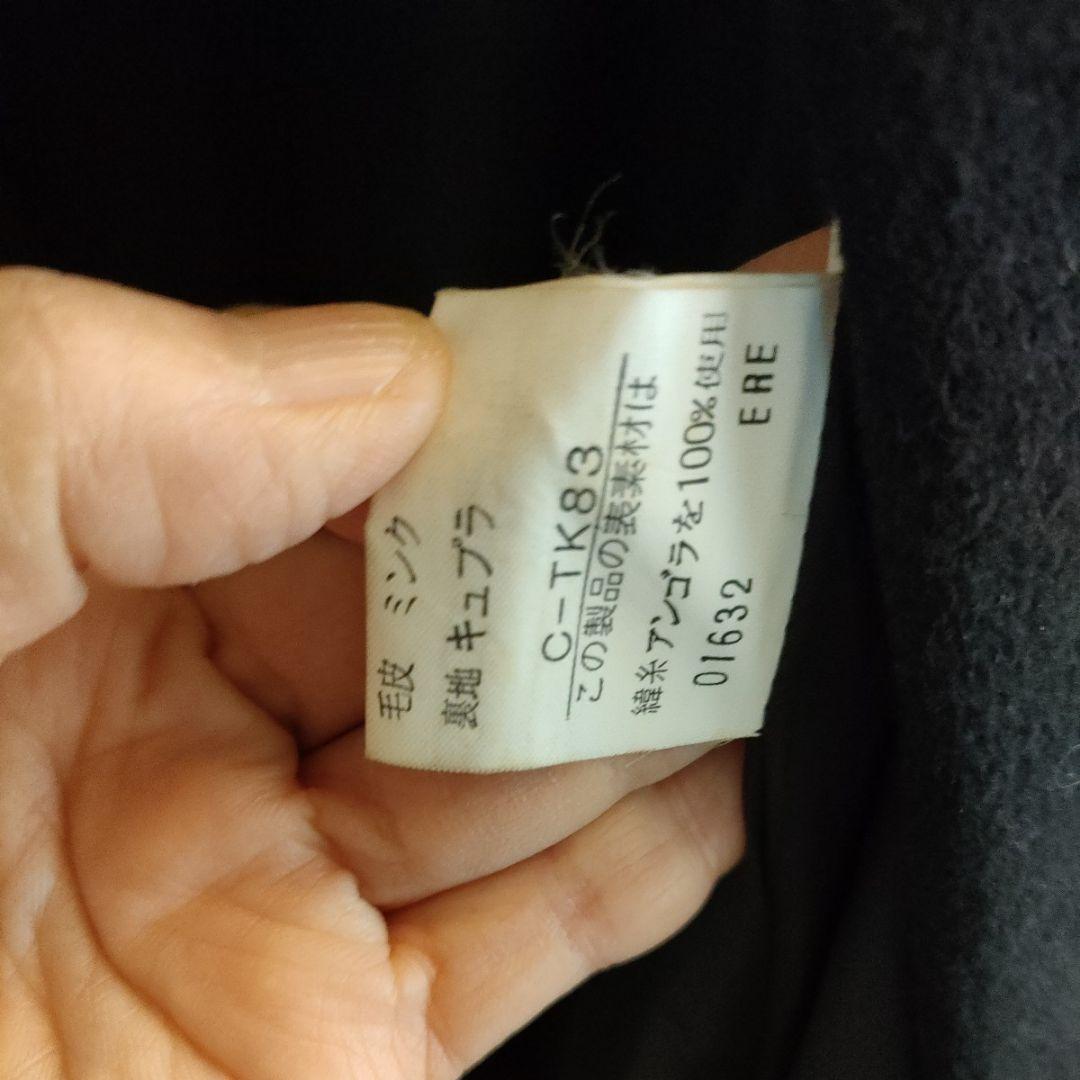 毛皮 ミンク
裏地 キュプラ
C-TK83
この製品の表素材は
緯糸アンゴラを100%使用
01632 ERE